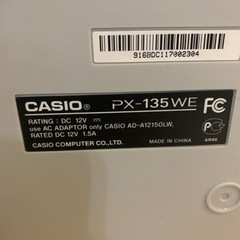 916BDC117002304
CASIO® PX-135WE FC
RATING: DC 12V ⎓
use AC ADAPTOR only CASIO AD-A12150LW,
RATED DC 12V 1.5A
CASIO COMPUTER CO.,LTD.
MADE IN CHINA
AR46